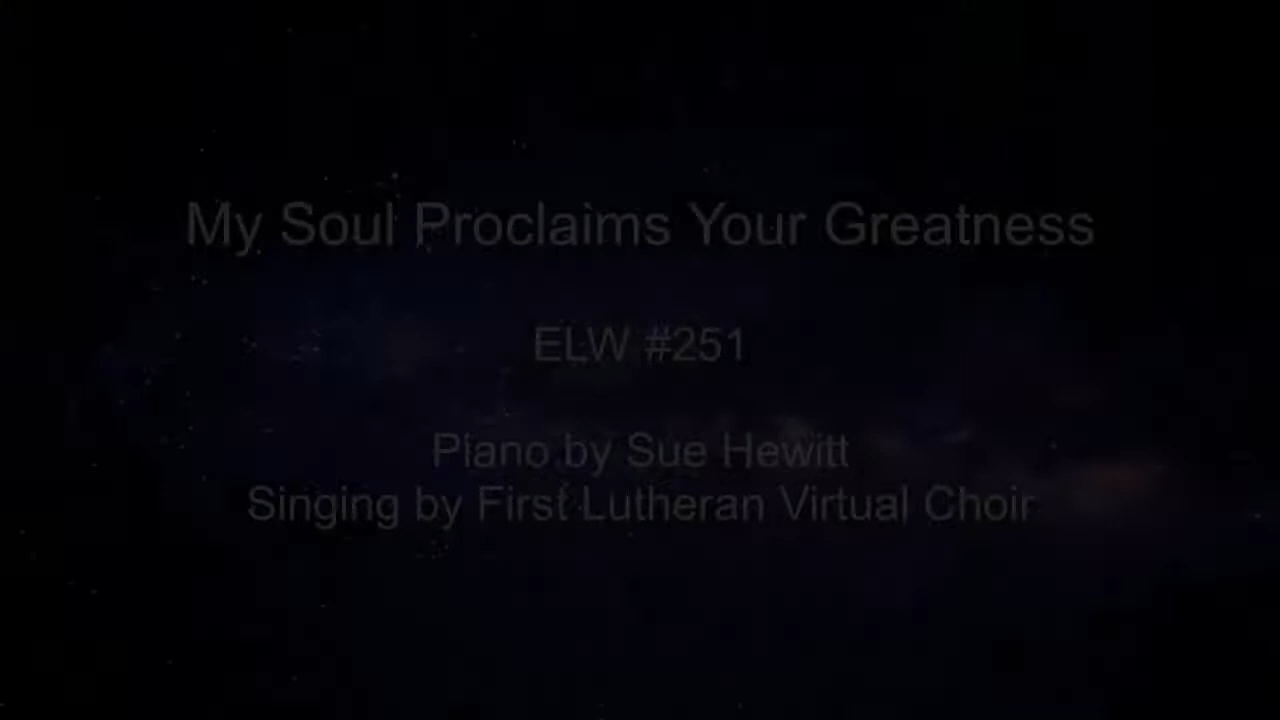 My Soul Proclaims Your Greatness
ELW #251
Piano by Sue Hewitt
Singing by First Lutheran Virtual Choir